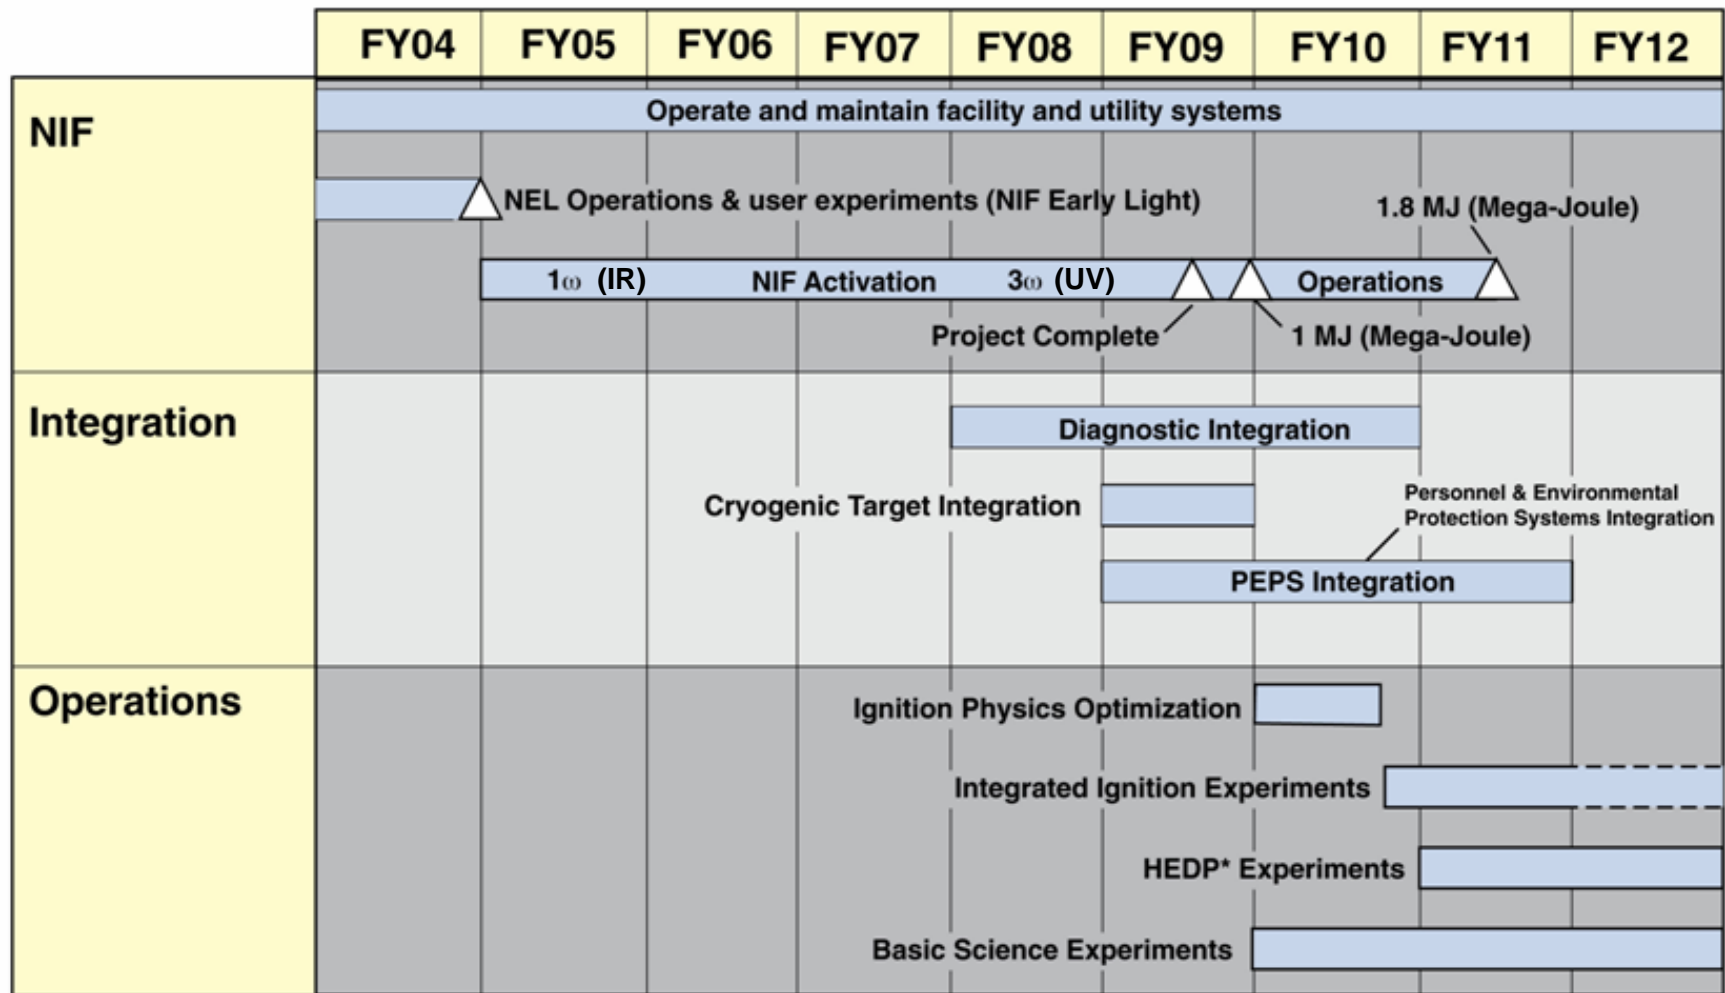 FY04 FY05 FY06 FY07 FY08 FY09 FY10 FY11 FY12
NIF
Operate and maintain facility and utility systems
NEL Operations & user experiments (NIF Early Light)
1.8 MJ (Mega-Joule)
1ω (IR) NIF Activation 3ω (UV) Operations
Project Complete 1 MJ (Mega-Joule)
Integration
Diagnostic Integration
Cryogenic Target Integration
Personnel & Environmental
Protection Systems Integration
PEPS Integration
Operations
Ignition Physics Optimization
Integrated Ignition Experiments
HEDP* Experiments
Basic Science Experiments